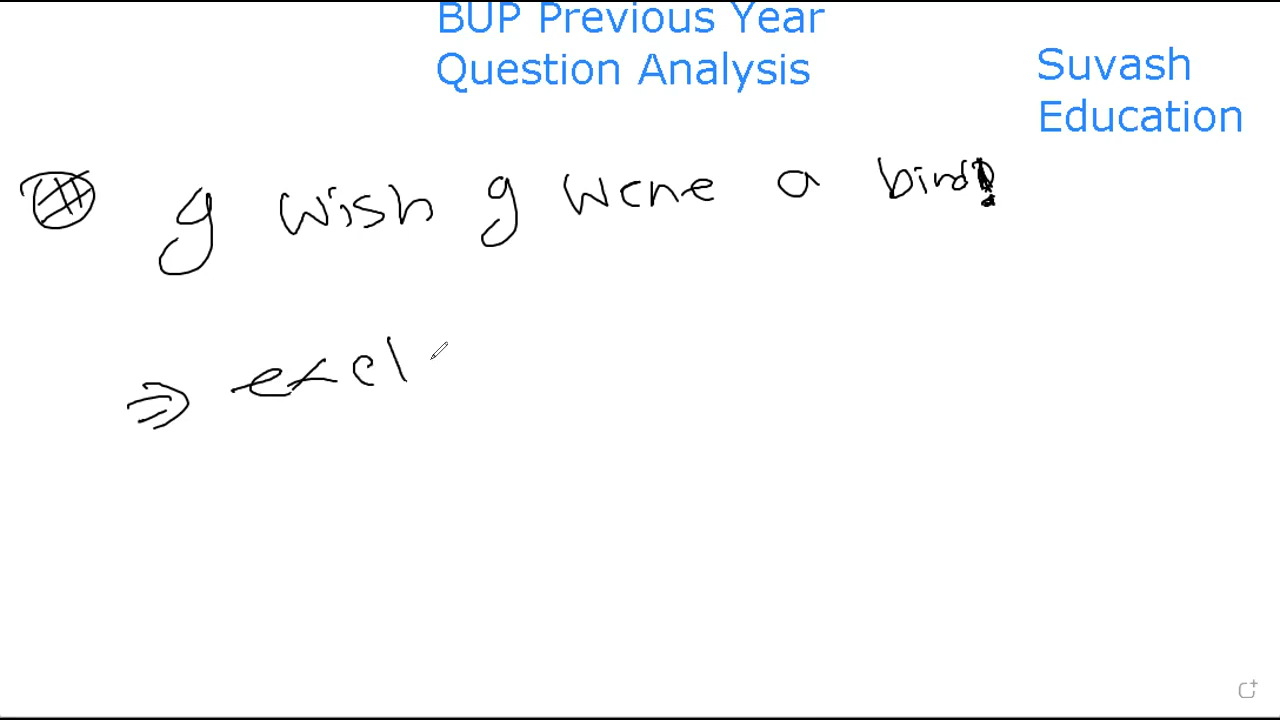 BUP Previous Year
Question Analysis
Suvash
Education
I wish I were a bird!
⇒ excl